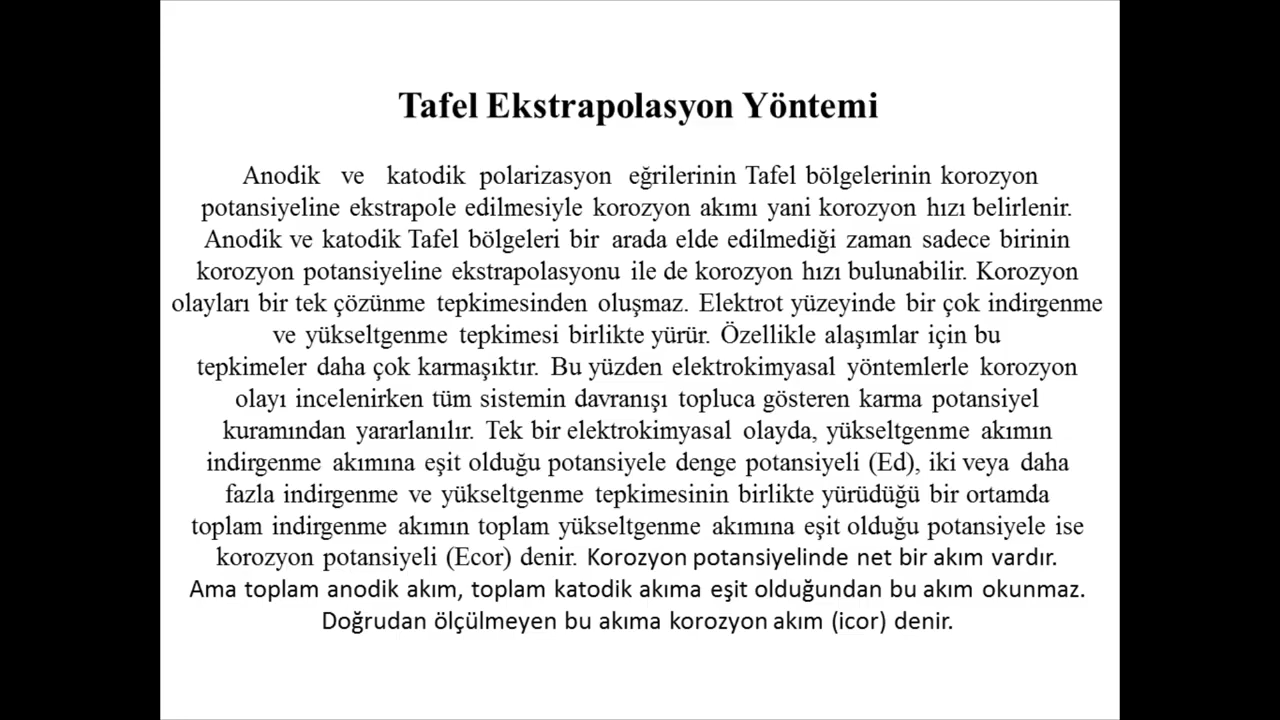 Tafel Ekstrapolasyon Yöntemi
Anodik ve katodik polarizasyon eğrilerinin Tafel bölgelerinin korozyon
potansiyeline ekstrapole edilmesiyle korozyon akımı yani korozyon hızı belirlenir.
Anodik ve katodik Tafel bölgeleri bir arada elde edilmediği zaman sadece birinin
korozyon potansiyeline ekstrapolasyonu ile de korozyon hızı bulunabilir. Korozyon
olayları bir tek çözünme tepkimesinden oluşmaz. Elektrot yüzeyinde bir çok indirgenme
ve yükseltgenme tepkimesi birlikte yürür. Özellikle alaşımlar için bu
tepkimeler daha çok karmaşıktır. Bu yüzden elektrokimyasal yöntemlerle korozyon
olayı incelenirken tüm sistemin davranışı topluca gösteren karma potansiyel
kuramından yararlanılır. Tek bir elektrokimyasal olayda, yükseltgenme akımın
indirgenme akımına eşit olduğu potansiyele denge potansiyeli (Ed), iki veya daha
fazla indirgenme ve yükseltgenme tepkimesinin birlikte yürüdüğü bir ortamda
toplam indirgenme akımın toplam yükseltgenme akımına eşit olduğu potansiyele ise
korozyon potansiyeli (Ecor) denir. Korozyon potansiyelinde net bir akım vardır.
Ama toplam anodik akım, toplam katodik akıma eşit olduğundan bu akım okunmaz.
Doğrudan ölçülmeyen bu akıma korozyon akım (icor) denir.